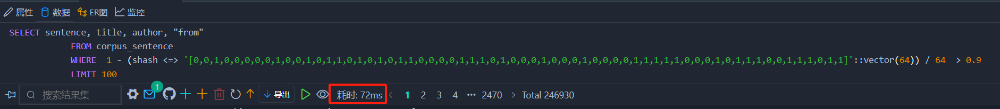 属性 数据 ER图 监控
SELECT sentence, title, author, "from"
FROM corpus_sentence
WHERE 1 - (shash <=> '[0,0,1,0,0,0,0,0,1,0,0,1,0,1,1,0,1,0,1,0,1,1,0,0,0,0,1,1,1,0,1,0,0,0,1,0,0,0,1,0,0,0,0,1,1,1,1,1,0,0,0,1,0,1,1,1,0,0,1,1,1,0,1,1]'::vector(64)) / 64 > 0.9
LIMIT 100
搜索结果集 1 导出 耗时: 72ms 1 2 3 4 ••• 2470 Total 246930